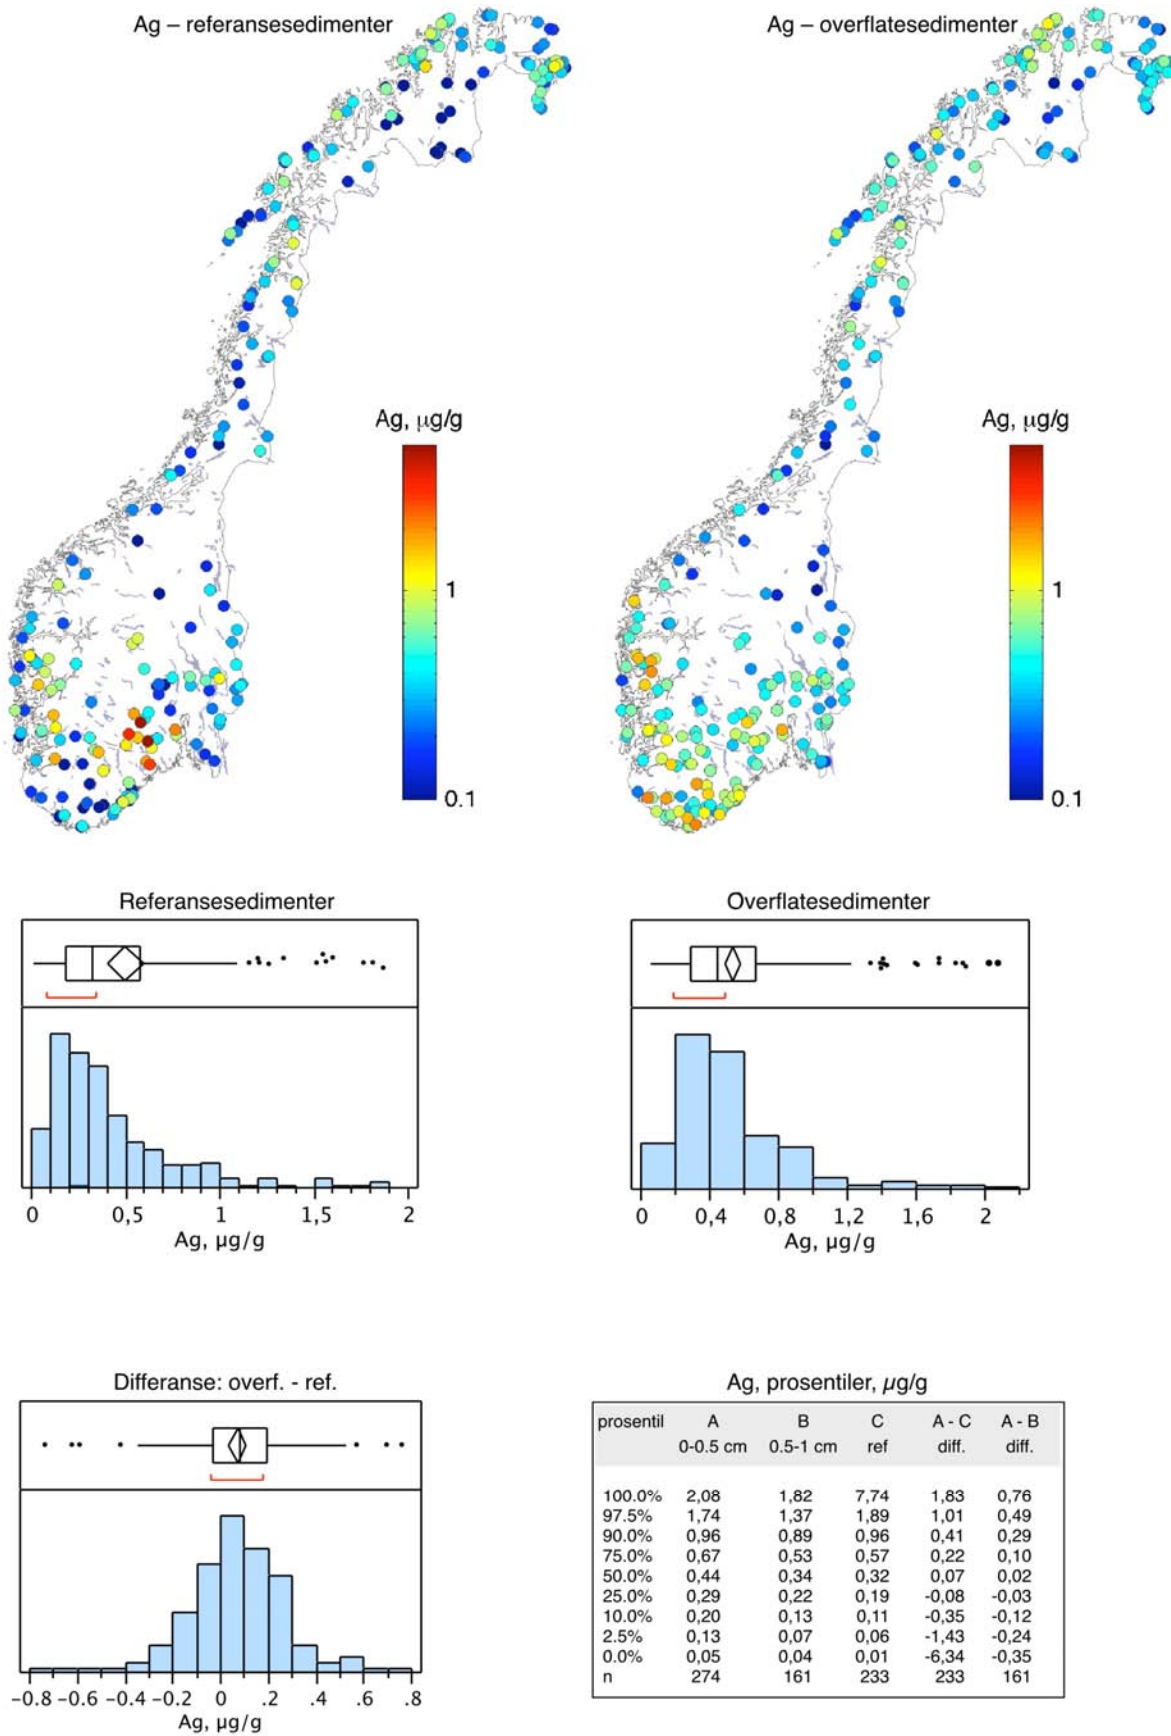 Ag – referansesedimenter
Ag – overflatesedimenter
Ag, μg/g
1
0.1
Ag, μg/g
1
0.1
Referansesedimenter
0 0,5 1 1,5 2
Ag, μg/g
Overflatesedimenter
0 0,4 0,8 1,2 1,6 2
Ag, μg/g
Differanse: overf. - ref.
−0.8 −0.6 −0.4 −0.2 0 .2 .4 .6 .8
Ag, μg/g
Ag, prosentiler, μg/g
prosentil A B C A - C A - B
0-0.5 cm 0.5-1 cm ref diff. diff.
100.0% 2,08 1,82 7,74 1,83 0,76
97.5% 1,74 1,37 1,89 1,01 0,49
90.0% 0,96 0,89 0,96 0,41 0,29
75.0% 0,67 0,53 0,57 0,22 0,10
50.0% 0,44 0,34 0,32 0,07 0,02
25.0% 0,29 0,22 0,19 -0,08 -0,03
10.0% 0,20 0,13 0,11 -0,35 -0,12
2.5% 0,13 0,07 0,06 -1,43 -0,24
0.0% 0,05 0,04 0,01 -6,34 -0,35
n 274 161 233 233 161